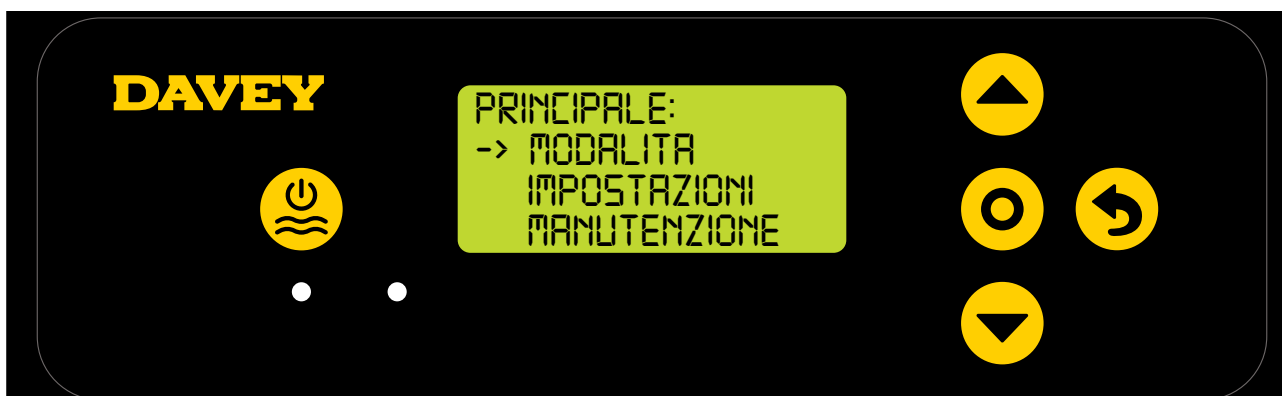 DAVEY
PRINCIPALE:
-> MODALITA
IMPOSTAZIONI
MANUTENZIONE